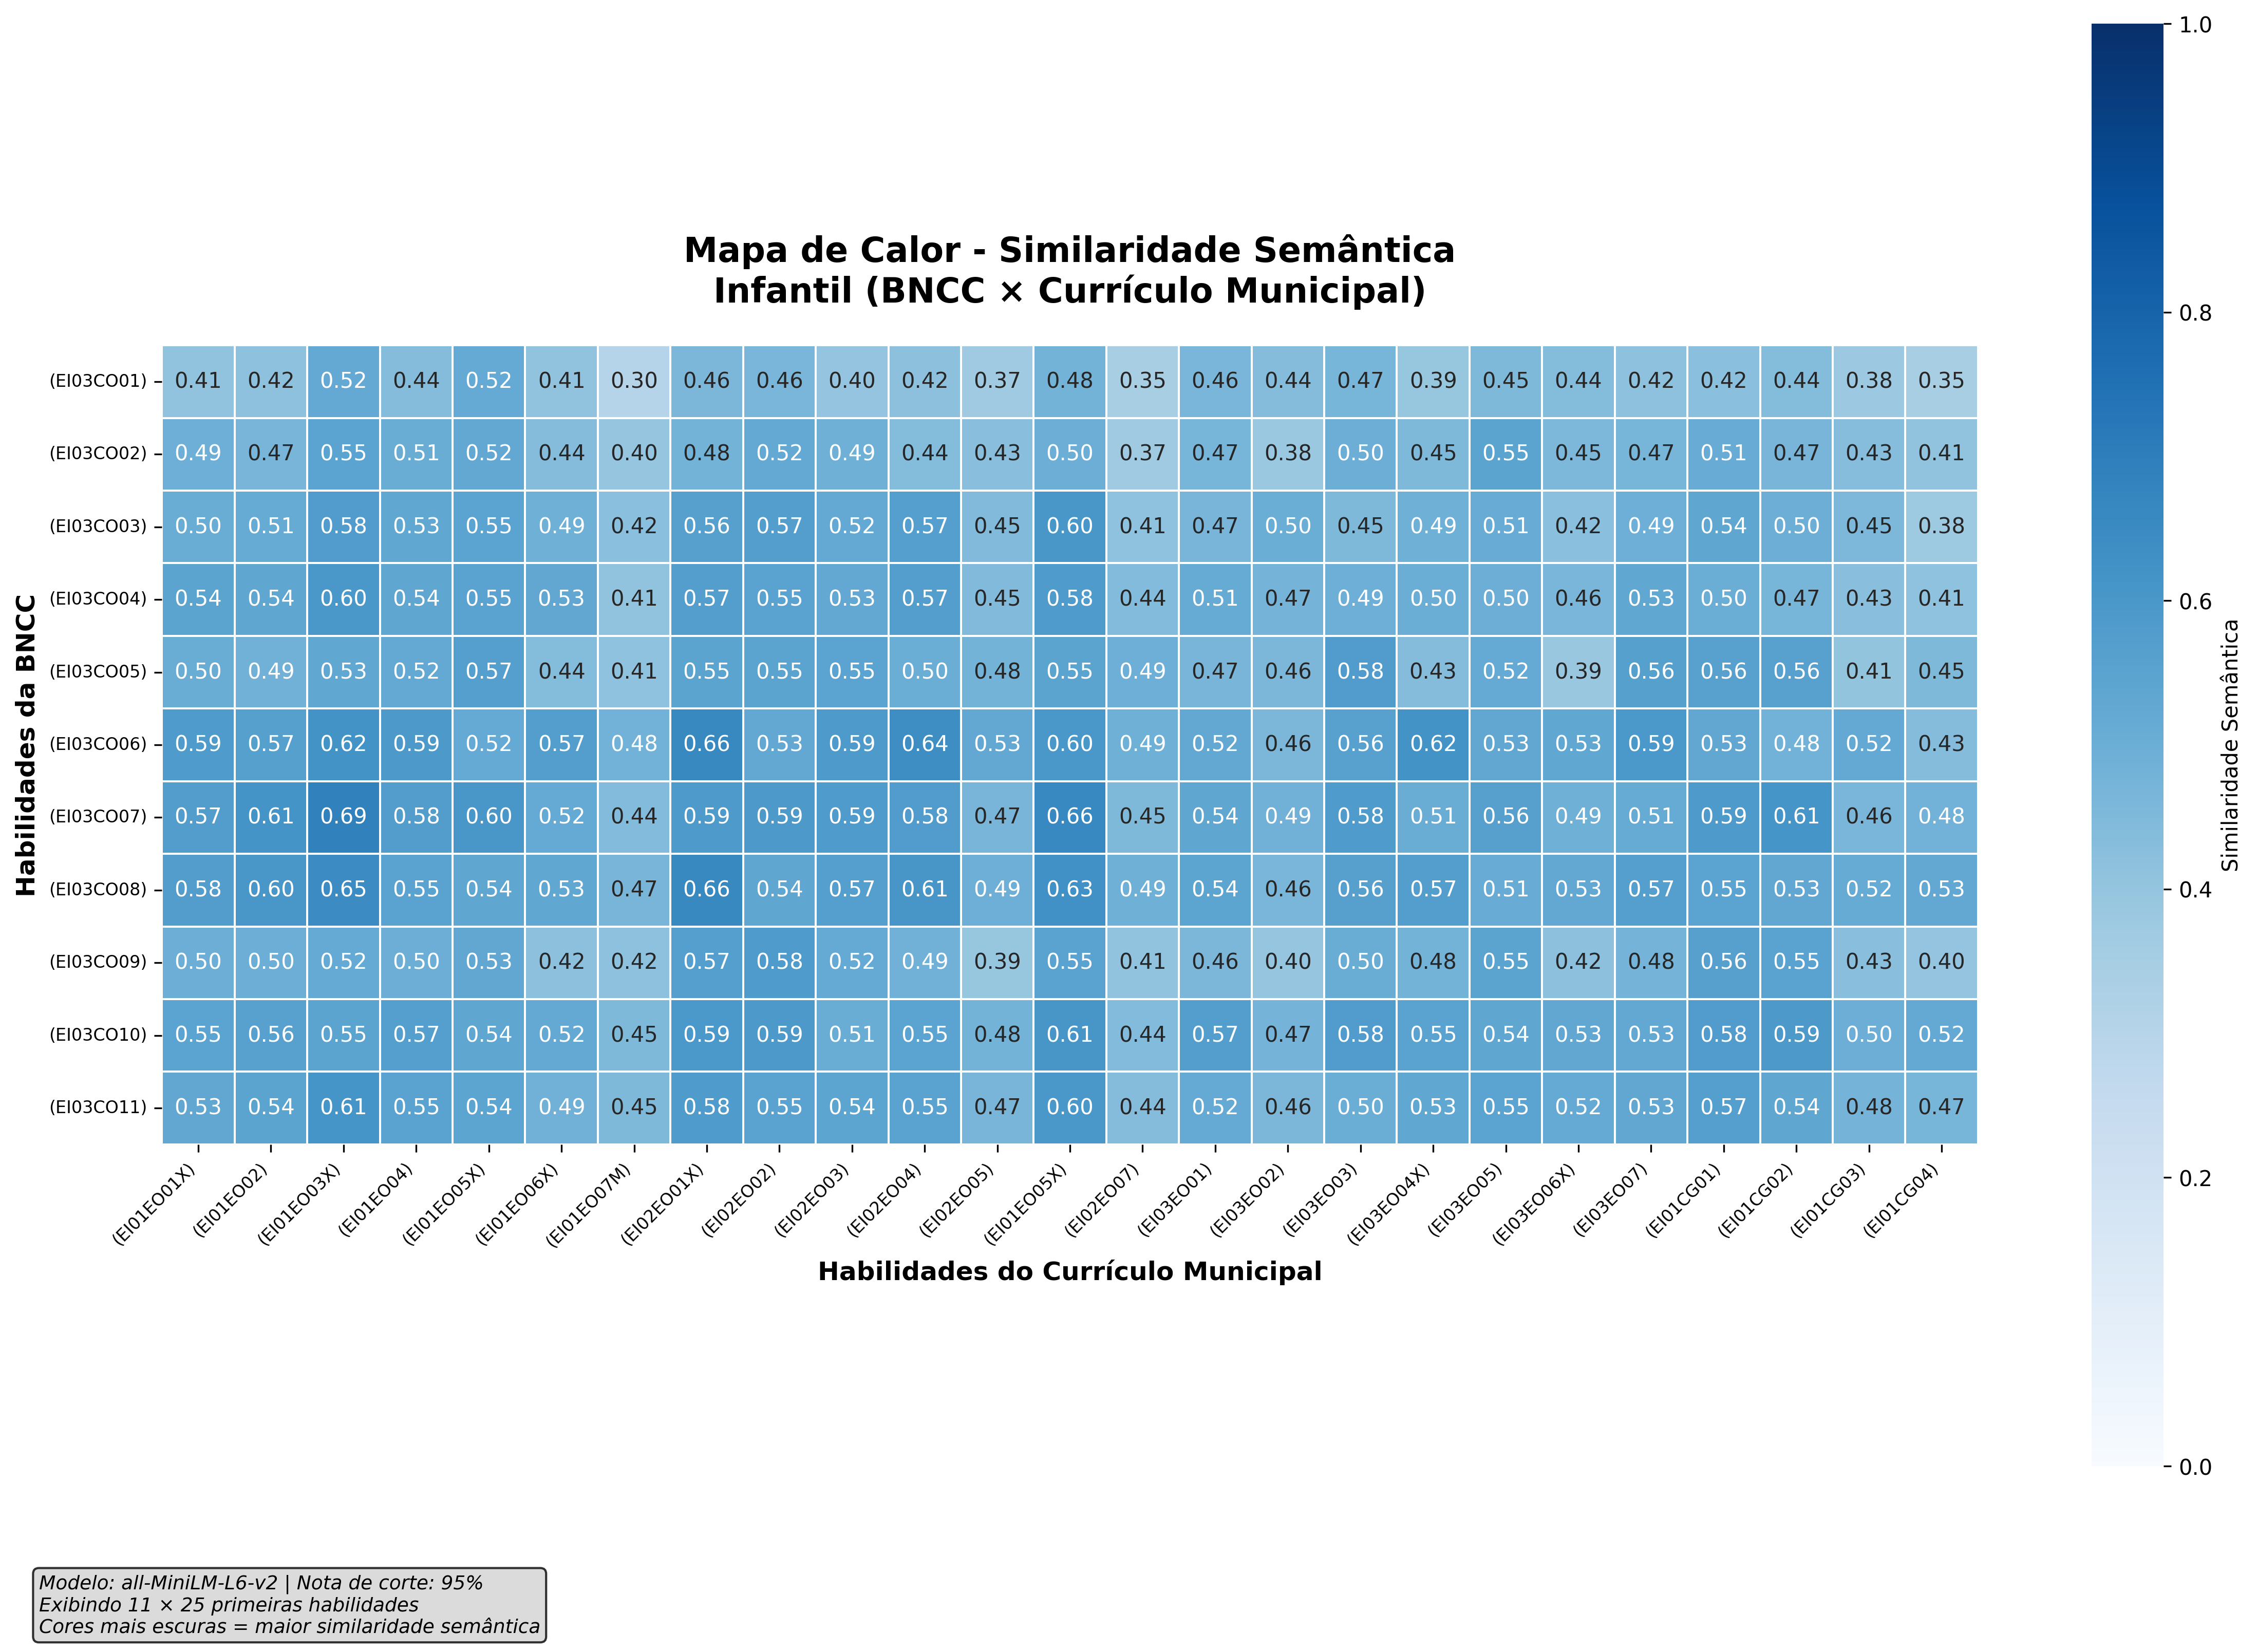 Mapa de Calor - Similaridade Semântica
Infantil (BNCC × Currículo Municipal)
Habilidades da BNCC
(EI03CO01) 0.41 0.42 0.52 0.44 0.52 0.41 0.30 0.46 0.46 0.40 0.42 0.37 0.48 0.35 0.46 0.44 0.47 0.39 0.45 0.44 0.42 0.42 0.44 0.38 0.35
(EI03CO02) 0.49 0.47 0.55 0.51 0.52 0.44 0.40 0.48 0.52 0.49 0.44 0.43 0.50 0.37 0.47 0.38 0.50 0.45 0.55 0.45 0.47 0.51 0.47 0.43 0.41
(EI03CO03) 0.50 0.51 0.58 0.53 0.55 0.49 0.42 0.56 0.57 0.52 0.57 0.45 0.60 0.41 0.47 0.50 0.45 0.49 0.51 0.42 0.49 0.54 0.50 0.45 0.38
(EI03CO04) 0.54 0.54 0.60 0.54 0.55 0.53 0.41 0.57 0.55 0.53 0.57 0.45 0.58 0.44 0.51 0.47 0.49 0.50 0.50 0.46 0.53 0.50 0.47 0.43 0.41
(EI03CO05) 0.50 0.49 0.53 0.52 0.57 0.44 0.41 0.55 0.55 0.55 0.50 0.48 0.55 0.49 0.47 0.46 0.58 0.43 0.52 0.39 0.56 0.56 0.56 0.41 0.45
(EI03CO06) 0.59 0.57 0.62 0.59 0.52 0.57 0.48 0.66 0.53 0.59 0.64 0.53 0.60 0.49 0.52 0.46 0.56 0.62 0.53 0.53 0.59 0.53 0.48 0.52 0.43
(EI03CO07) 0.57 0.61 0.69 0.58 0.60 0.52 0.44 0.59 0.59 0.59 0.58 0.47 0.66 0.45 0.54 0.49 0.58 0.51 0.56 0.49 0.51 0.59 0.61 0.46 0.48
(EI03CO08) 0.58 0.60 0.65 0.55 0.54 0.53 0.47 0.66 0.54 0.57 0.61 0.49 0.63 0.49 0.54 0.46 0.56 0.57 0.51 0.53 0.57 0.55 0.53 0.52 0.53
(EI03CO09) 0.50 0.50 0.52 0.50 0.53 0.42 0.42 0.57 0.58 0.52 0.49 0.39 0.55 0.41 0.46 0.40 0.50 0.48 0.55 0.42 0.48 0.56 0.55 0.43 0.40
(EI03CO10) 0.55 0.56 0.55 0.57 0.54 0.52 0.45 0.59 0.59 0.51 0.55 0.48 0.61 0.44 0.57 0.47 0.58 0.55 0.54 0.53 0.53 0.58 0.59 0.50 0.52
(EI03CO11) 0.53 0.54 0.61 0.55 0.54 0.49 0.45 0.58 0.55 0.54 0.55 0.47 0.60 0.44 0.52 0.46 0.50 0.53 0.55 0.52 0.53 0.57 0.54 0.48 0.47
(EI01EO01X) (EI01EO02) (EI01EO03X) (EI01EO04) (EI01EO05X) (EI01EO06X) (EI01EO07M) (EI02EO01X) (EI02EO02) (EI02EO03) (EI02EO04) (EI02EO05) (EI01EO05X) (EI02EO07) (EI03EO01) (EI03EO02) (EI03EO03) (EI03EO04X) (EI03EO05) (EI03EO06X) (EI03EO07) (EI01CG01) (EI01CG02) (EI01CG03) (EI01CG04)
Habilidades do Currículo Municipal
1.0
0.8
0.6
0.4
0.2
0.0
Similaridade Semântica
Modelo: all-MiniLM-L6-v2 | Nota de corte: 95%
Exibindo 11 × 25 primeiras habilidades
Cores mais escuras = maior similaridade semântica